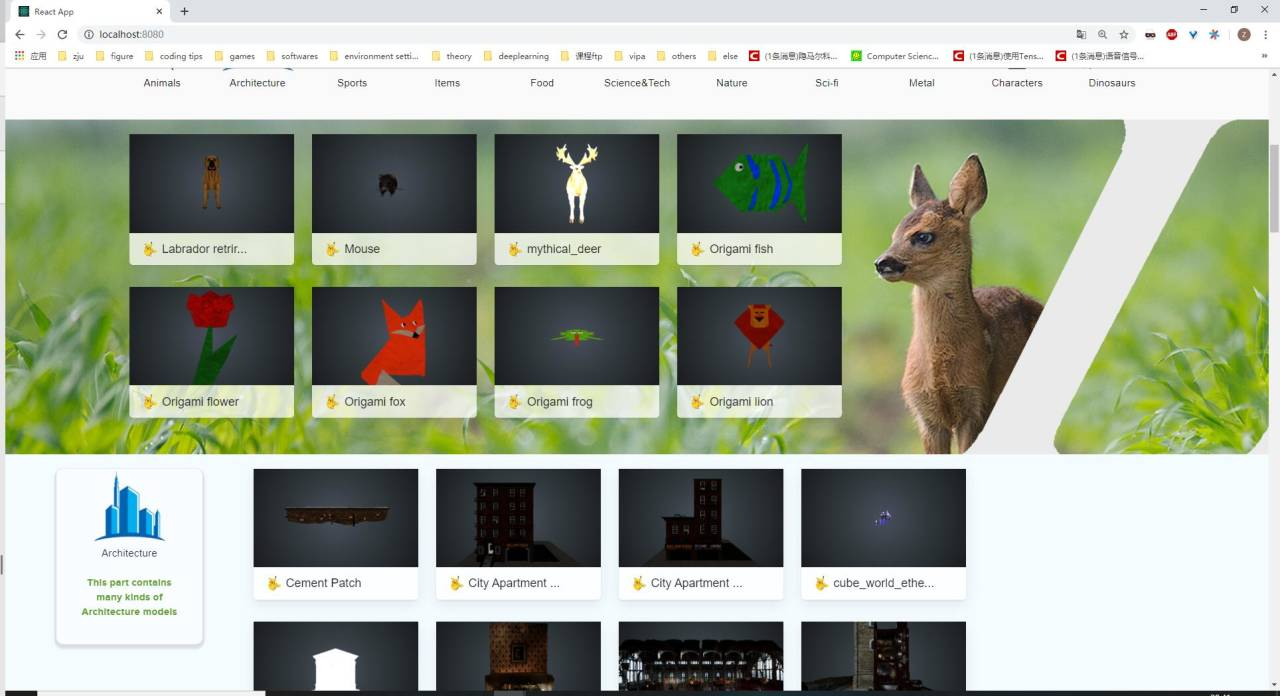 React App
localhost:8080
应用 zju figure coding tips games softwares environment setti... theory deeplearning 课程ftp vipa others else (1条消息)隐马尔科... Computer Scienc... (1条消息)使用Tens... (1条消息)语音信号...
Animals Architecture Sports Items Food Science&Tech Nature Sci-fi Metal Characters Dinosaurs
Labrador retrir... Mouse mythical_deer Origami fish
Origami flower Origami fox Origami frog Origami lion
Architecture
This part contains
many kinds of
Architecture models
Cement Patch City Apartment ... City Apartment ... cube_world_ethe...